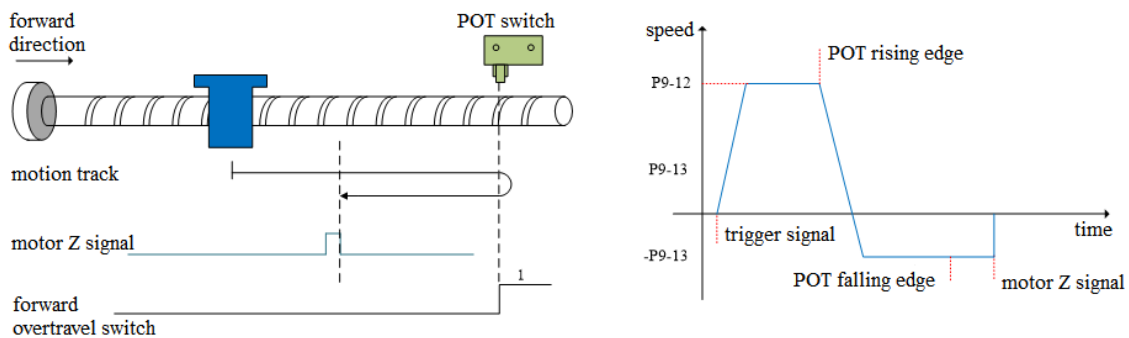 forward
direction
POT switch
motion track
motor Z signal
1
forward
overtravel switch
speed
POT rising edge
P9-12
P9-13
trigger signal
time
-P9-13
POT falling edge
motor Z signal